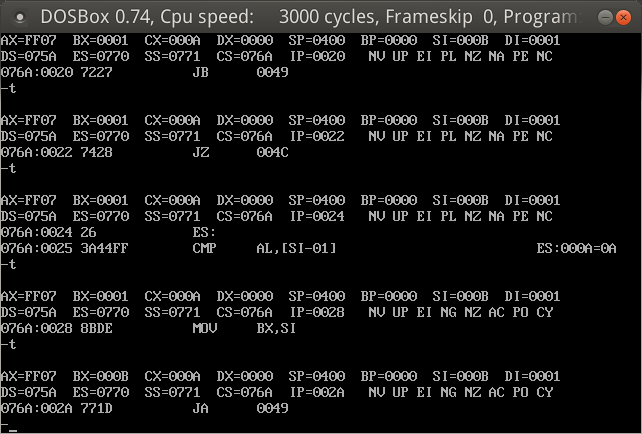 DOSBox 0.74, Cpu speed:    3000 cycles, Frameskip  0, Program
AX=FF07  BX=0001  CX=000A  DX=0000  SP=0400  BP=0000  SI=000B  DI=0001
DS=075A  ES=0770  SS=0771  CS=076A  IP=0020   NV UP EI PL NZ NA PE NC
076A:0020 7227          JB      0049
-t
AX=FF07  BX=0001  CX=000A  DX=0000  SP=0400  BP=0000  SI=000B  DI=0001
DS=075A  ES=0770  SS=0771  CS=076A  IP=0022   NV UP EI PL NZ NA PE NC
076A:0022 7428          JZ      004C
-t
AX=FF07  BX=0001  CX=000A  DX=0000  SP=0400  BP=0000  SI=000B  DI=0001
DS=075A  ES=0770  SS=0771  CS=076A  IP=0024   NV UP EI PL NZ NA PE NC
076A:0024 26            ES:
076A:0025 3A44FF        CMP     AL,[SI-01]                         ES:000A=0A
-t
AX=FF07  BX=0001  CX=000A  DX=0000  SP=0400  BP=0000  SI=000B  DI=0001
DS=075A  ES=0770  SS=0771  CS=076A  IP=0028   NV UP EI NG NZ AC PO CY
076A:0028 8BDE          MOV     BX,SI
-t
AX=FF07  BX=000B  CX=000A  DX=0000  SP=0400  BP=0000  SI=000B  DI=0001
DS=075A  ES=0770  SS=0771  CS=076A  IP=002A   NV UP EI NG NZ AC PO CY
076A:002A 771D          JA      0049
-_